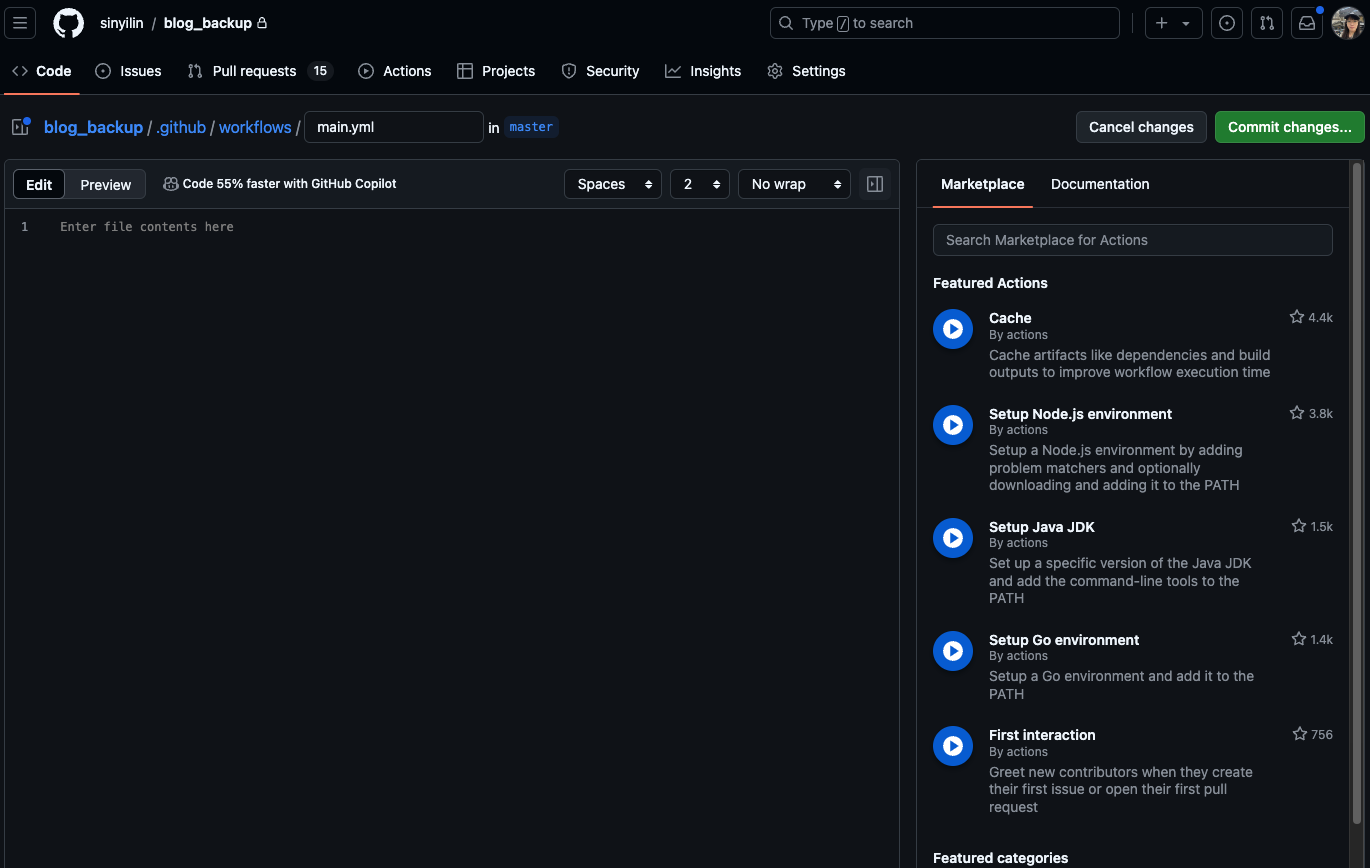 sinyilin / blog_backup
Type / to search
Code
Issues
Pull requests 15
Actions
Projects
Security
Insights
Settings
blog_backup / .github / workflows / main.yml in master
Cancel changes
Commit changes...
Edit
Preview
Code 55% faster with GitHub Copilot
Spaces
2
No wrap
1 Enter file contents here
Marketplace
Documentation
Search Marketplace for Actions
Featured Actions
Cache
4.4k
By actions
Cache artifacts like dependencies and build
outputs to improve workflow execution time
Setup Node.js environment
3.8k
By actions
Setup a Node.js environment by adding
problem matchers and optionally
downloading and adding it to the PATH
Setup Java JDK
1.5k
By actions
Set up a specific version of the Java JDK
and add the command-line tools to the
PATH
Setup Go environment
1.4k
By actions
Setup a Go environment and add it to the
PATH
First interaction
756
By actions
Greet new contributors when they create
their first issue or open their first pull
request
Featured categories